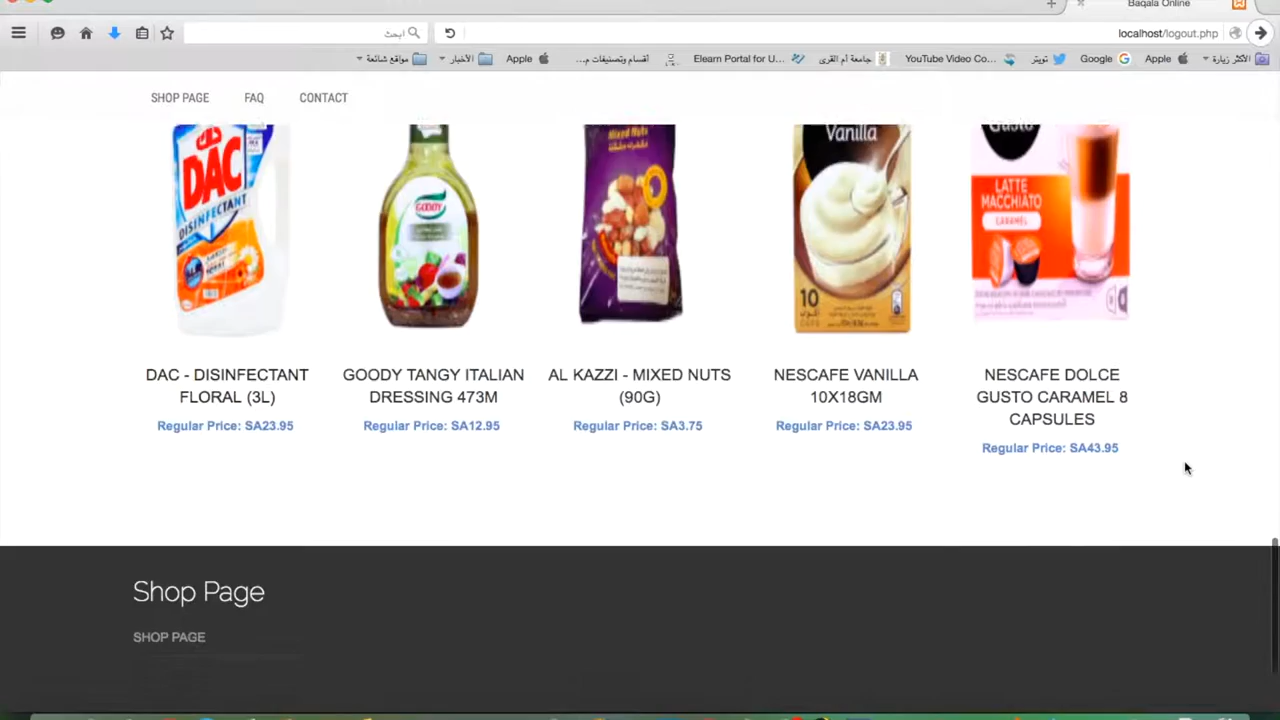 Baqala Online
ابحث
localhost/logout.php
مواقع شائعة
الأخبار
Apple
أقسام وتصنيفات م...
Elearn Portal for U...
جامعة أم القرى
YouTube Video Co...
تويتر
Google
Apple
الأكثر زيارة
SHOP PAGE FAQ CONTACT
DAC
DISINFECTANT
GOODY
Mixed Nuts
Vanilla
10
Gusto
LATTE
MACCHIATO
CARAMEL
DAC - DISINFECTANT
FLORAL (3L)
Regular Price: SA23.95
GOODY TANGY ITALIAN
DRESSING 473M
Regular Price: SA12.95
AL KAZZI - MIXED NUTS
(90G)
Regular Price: SA3.75
NESCAFE VANILLA
10X18GM
Regular Price: SA23.95
NESCAFE DOLCE
GUSTO CARAMEL 8
CAPSULES
Regular Price: SA43.95
Shop Page
SHOP PAGE